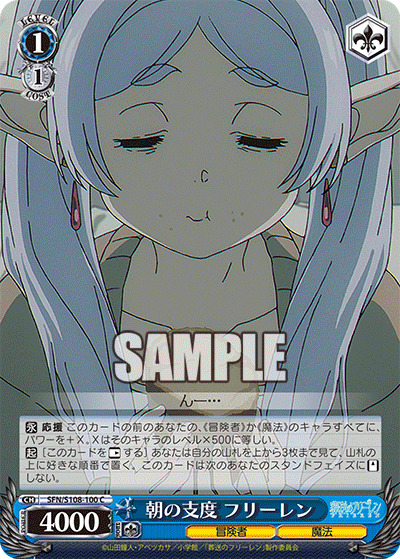 LEVEL
1
1
COST
SAMPLE
んー…
永 応援 このカードの前のあなたの、《冒険者》か《魔法》のキャラすべてに、
パワーを＋X。Xはそのキャラのレベル×500に等しい。
起 ［このカードを する］ あなたは自分の山札を上から3枚まで見て、山札の
上に好きな順番で置く。このカードは次のあなたのスタンドフェイズにスタンド
しない。
SFN/S108-100 C
4000
朝の支度 フリーレン
冒険者
魔法
©山田鐘人・アベツカサ／小学館／「葬送のフリーレン」製作委員会